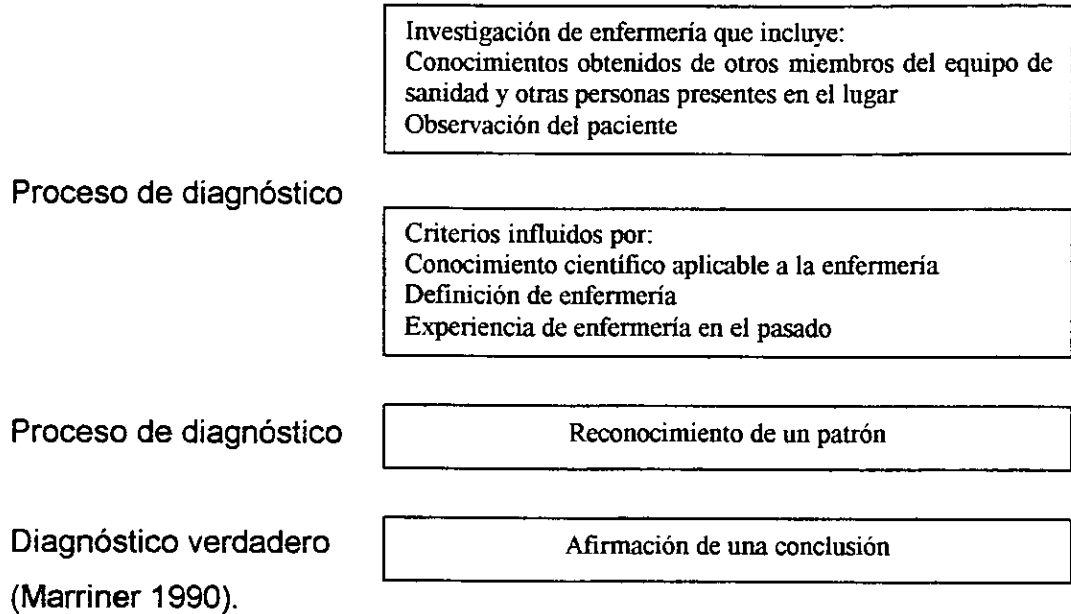 Investigación de enfermería que incluye:
Conocimientos obtenidos de otros miembros del equipo de
sanidad y otras personas presentes en el lugar
Observación del paciente
Proceso de diagnóstico
Criterios influidos por:
Conocimiento científico aplicable a la enfermería
Definición de enfermería
Experiencia de enfermería en el pasado
Proceso de diagnóstico
Reconocimiento de un patrón
Diagnóstico verdadero
Afirmación de una conclusión
(Marriner 1990).